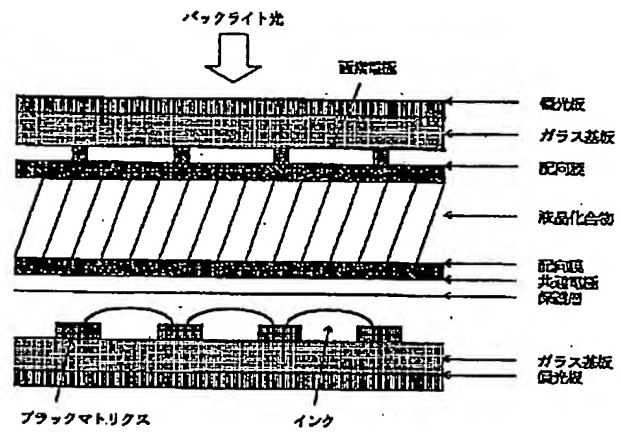 バックライト光
画素電極
偏光板
ガラス基板
配向膜
液晶化合物
配向膜
共通電極
保護層
ガラス基板
偏光板
ブラックマトリクス
インク